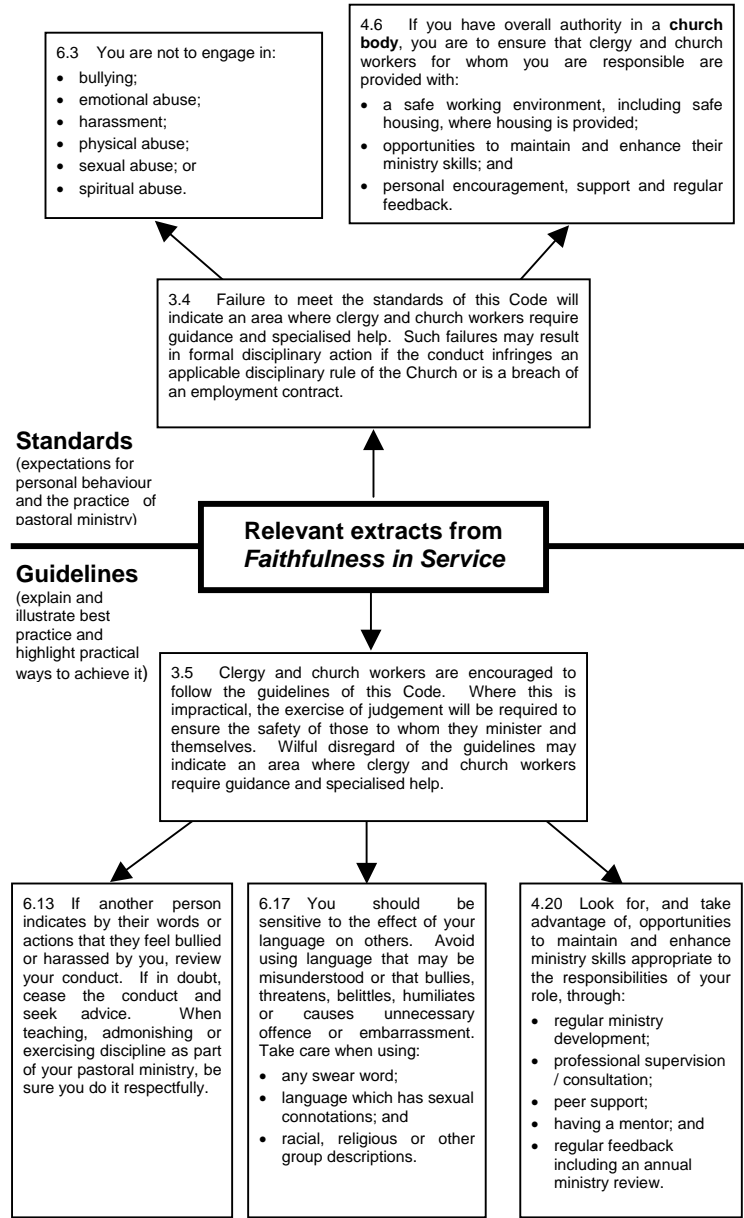 6.3 You are not to engage in:
• bullying;
• emotional abuse;
• harassment;
• physical abuse;
• sexual abuse; or
• spiritual abuse.
4.6 If you have overall authority in a church
body, you are to ensure that clergy and church
workers for whom you are responsible are
provided with:
• a safe working environment, including safe
housing, where housing is provided;
• opportunities to maintain and enhance their
ministry skills; and
• personal encouragement, support and regular
feedback.
3.4 Failure to meet the standards of this Code will
indicate an area where clergy and church workers require
guidance and specialised help. Such failures may result
in formal disciplinary action if the conduct infringes an
applicable disciplinary rule of the Church or is a breach of
an employment contract.
Standards
(expectations for
personal behaviour
and the practice of
pastoral ministry)
Relevant extracts from
Faithfulness in Service
Guidelines
(explain and
illustrate best
practice and
highlight practical
ways to achieve it)
3.5 Clergy and church workers are encouraged to
follow the guidelines of this Code. Where this is
impractical, the exercise of judgement will be required to
ensure the safety of those to whom they minister and
themselves. Wilful disregard of the guidelines may
indicate an area where clergy and church workers
require guidance and specialised help.
6.13 If another person
indicates by their words or
actions that they feel bullied
or harassed by you, review
your conduct. If in doubt,
cease the conduct and
seek advice. When
teaching, admonishing or
exercising discipline as part
of your pastoral ministry, be
sure you do it respectfully.
6.17 You should be
sensitive to the effect of your
language on others. Avoid
using language that may be
misunderstood or that bullies,
threatens, belittles, humiliates
or causes unnecessary
offence or embarrassment.
Take care when using:
• any swear word;
• language which has sexual
connotations; and
• racial, religious or other
group descriptions.
4.20 Look for, and take
advantage of, opportunities
to maintain and enhance
ministry skills appropriate to
the responsibilities of your
role, through:
• regular ministry
development;
• professional supervision
/ consultation;
• peer support;
• having a mentor; and
• regular feedback
including an annual
ministry review.